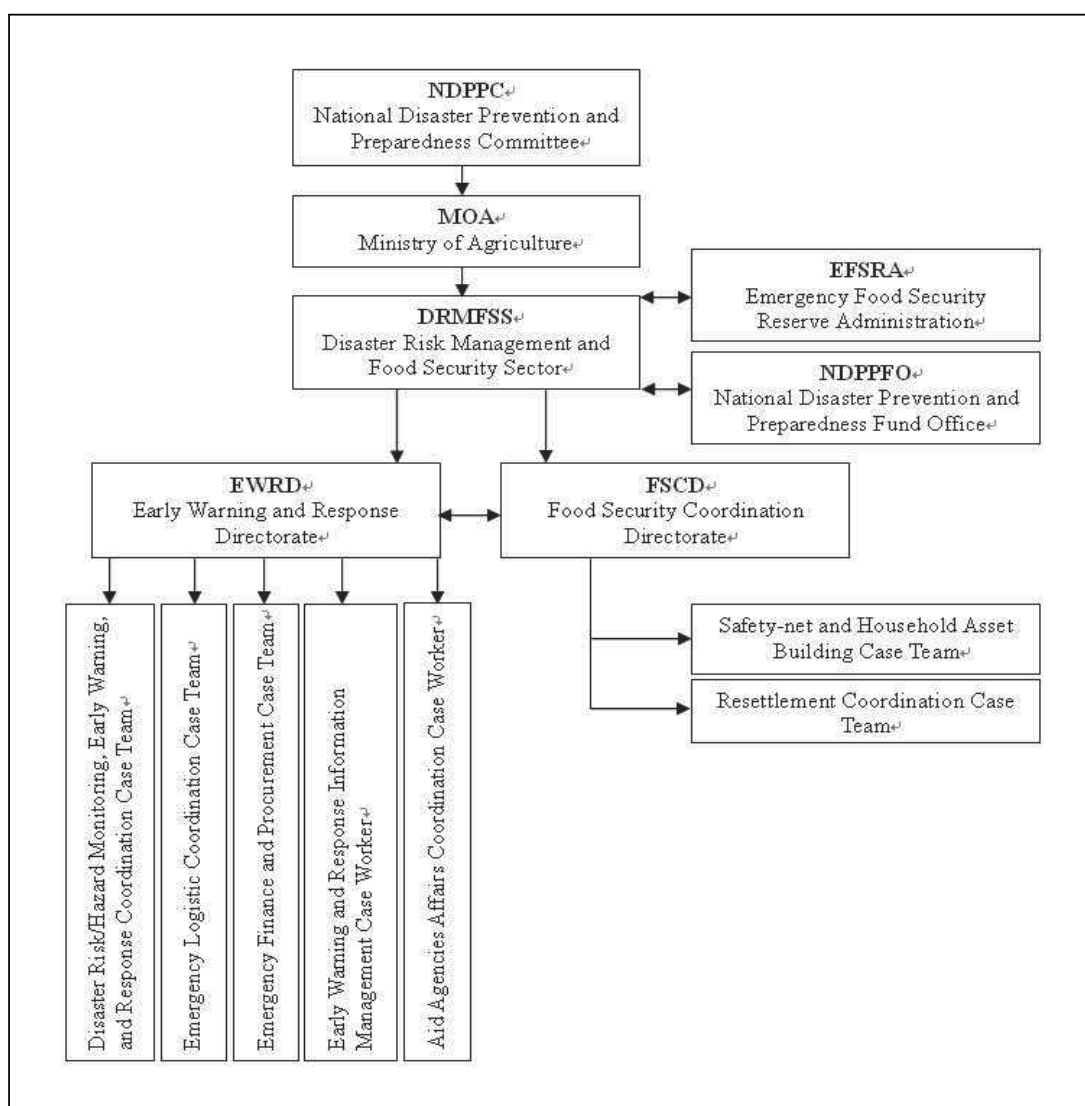 NDPPC↵
National Disaster Prevention and
Preparedness Committee↵
MOA↵
Ministry of Agriculture↵
EFSRA↵
Emergency Food Security
Reserve Administration↵
DRMFSS↵
Disaster Risk Management and
Food Security Sector↵
NDPPFO↵
National Disaster Prevention and
Preparedness Fund Office↵
EWRD↵
Early Warning and Response
Directorate↵
FSCD↵
Food Security Coordination
Directorate↵
Disaster Risk/Hazard Monitoring, Early Warning,
and Response Coordination Case Team↵
Emergency Logistic Coordination Case Team↵
Emergency Finance and Procurement Case Team↵
Early Warning and Response Information
Management Case Worker↵
Aid Agencies Affairs Coordination Case Worker↵
Safety-net and Household Asset
Building Case Team↵
Resettlement Coordination Case
Team↵